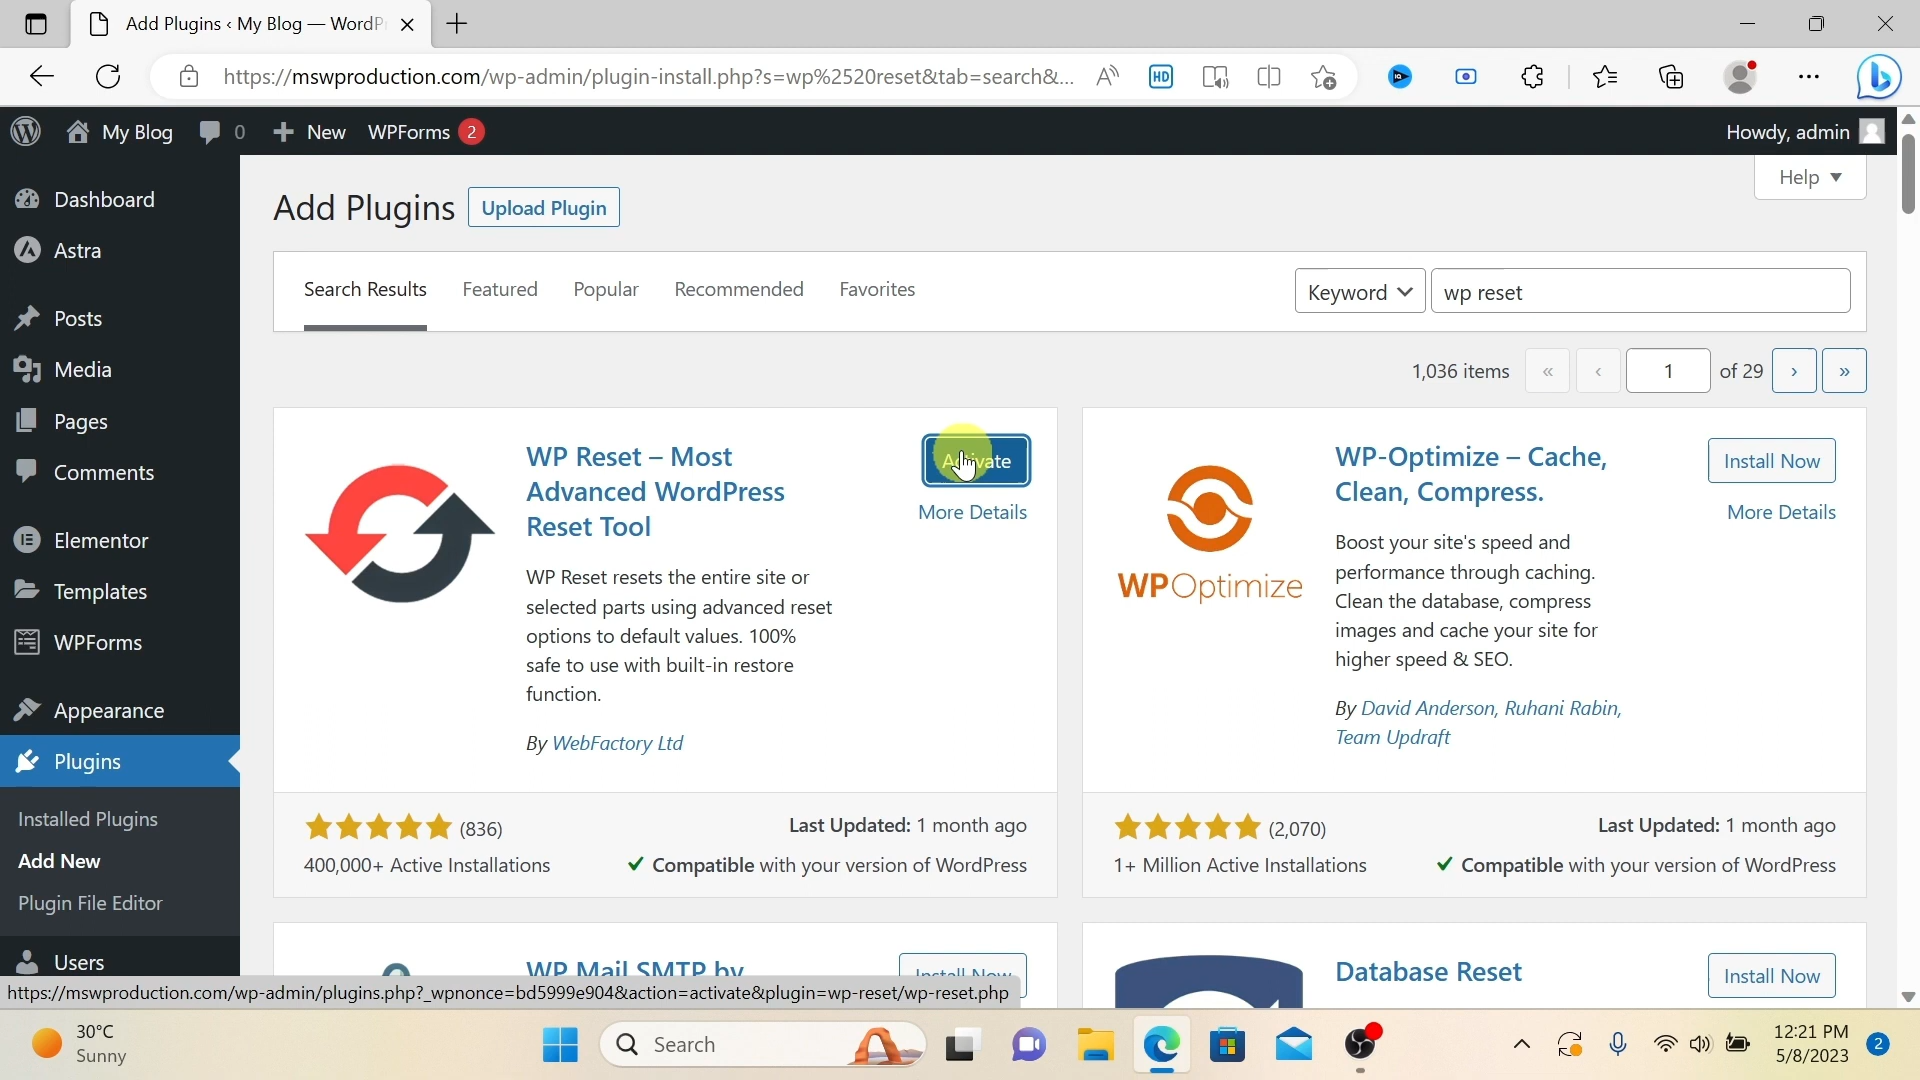 Add Plugins ‹ My Blog — WordP
https://mswproduction.com/wp-admin/plugin-install.php?s=wp%2520reset&tab=search&...
HD
My Blog 0 New WPForms 2
Howdy, admin
Dashboard
Astra
Posts
Media
Pages
Comments
Elementor
Templates
WPForms
Appearance
Plugins
Installed Plugins
Add New
Plugin File Editor
Users
Help
Add Plugins Upload Plugin
Search Results Featured Popular Recommended Favorites
Keyword wp reset
1,036 items « ‹ 1 of 29 › »
WP Reset – Most
Advanced WordPress
Reset Tool
Activate
More Details
WP Reset resets the entire site or
selected parts using advanced reset
options to default values. 100%
safe to use with built-in restore
function.
By WebFactory Ltd
(836)
400,000+ Active Installations
Last Updated: 1 month ago
Compatible with your version of WordPress
WPOptimize
WP-Optimize – Cache,
Clean, Compress.
Install Now
More Details
Boost your site's speed and
performance through caching.
Clean the database, compress
images and cache your site for
higher speed & SEO.
By David Anderson, Ruhani Rabin,
Team Updraft
(2,070)
1+ Million Active Installations
Last Updated: 1 month ago
Compatible with your version of WordPress
WP Mail SMTP by
Install Now
Database Reset
Install Now
https://mswproduction.com/wp-admin/plugins.php?_wpnonce=bd5999e904&action=activate&plugin=wp-reset/wp-reset.php
30°C
Sunny
Search
12:21 PM
5/8/2023
2